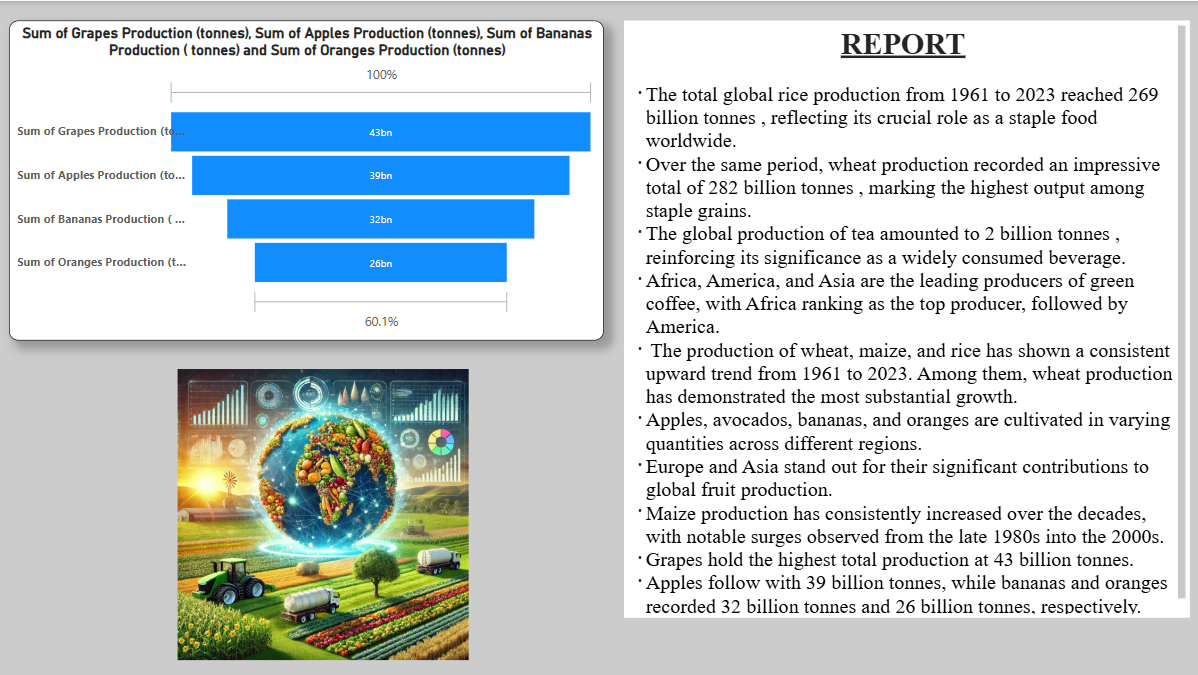 Sum of Grapes Production (tonnes), Sum of Apples Production (tonnes), Sum of Bananas
Production ( tonnes) and Sum of Oranges Production (tonnes)
100%
Sum of Grapes Production (to...
43bn
Sum of Apples Production (to...
39bn
Sum of Bananas Production ( ...
32bn
Sum of Oranges Production (t...
26bn
60.1%
REPORT
· The total global rice production from 1961 to 2023 reached 269
billion tonnes , reflecting its crucial role as a staple food
worldwide.
· Over the same period, wheat production recorded an impressive
total of 282 billion tonnes , marking the highest output among
staple grains.
· The global production of tea amounted to 2 billion tonnes ,
reinforcing its significance as a widely consumed beverage.
· Africa, America, and Asia are the leading producers of green
coffee, with Africa ranking as the top producer, followed by
America.
· The production of wheat, maize, and rice has shown a consistent
upward trend from 1961 to 2023. Among them, wheat production
has demonstrated the most substantial growth.
· Apples, avocados, bananas, and oranges are cultivated in varying
quantities across different regions.
· Europe and Asia stand out for their significant contributions to
global fruit production.
· Maize production has consistently increased over the decades,
with notable surges observed from the late 1980s into the 2000s.
· Grapes hold the highest total production at 43 billion tonnes.
· Apples follow with 39 billion tonnes, while bananas and oranges
recorded 32 billion tonnes and 26 billion tonnes, respectively.